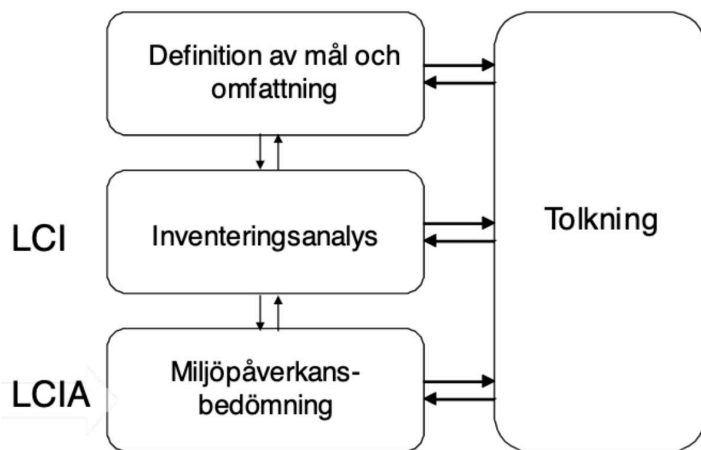 Definition av mål och
omfattning
LCI
Inventeringsanalys
Tolkning
LCIA
Miljöpåverkans-
bedömning